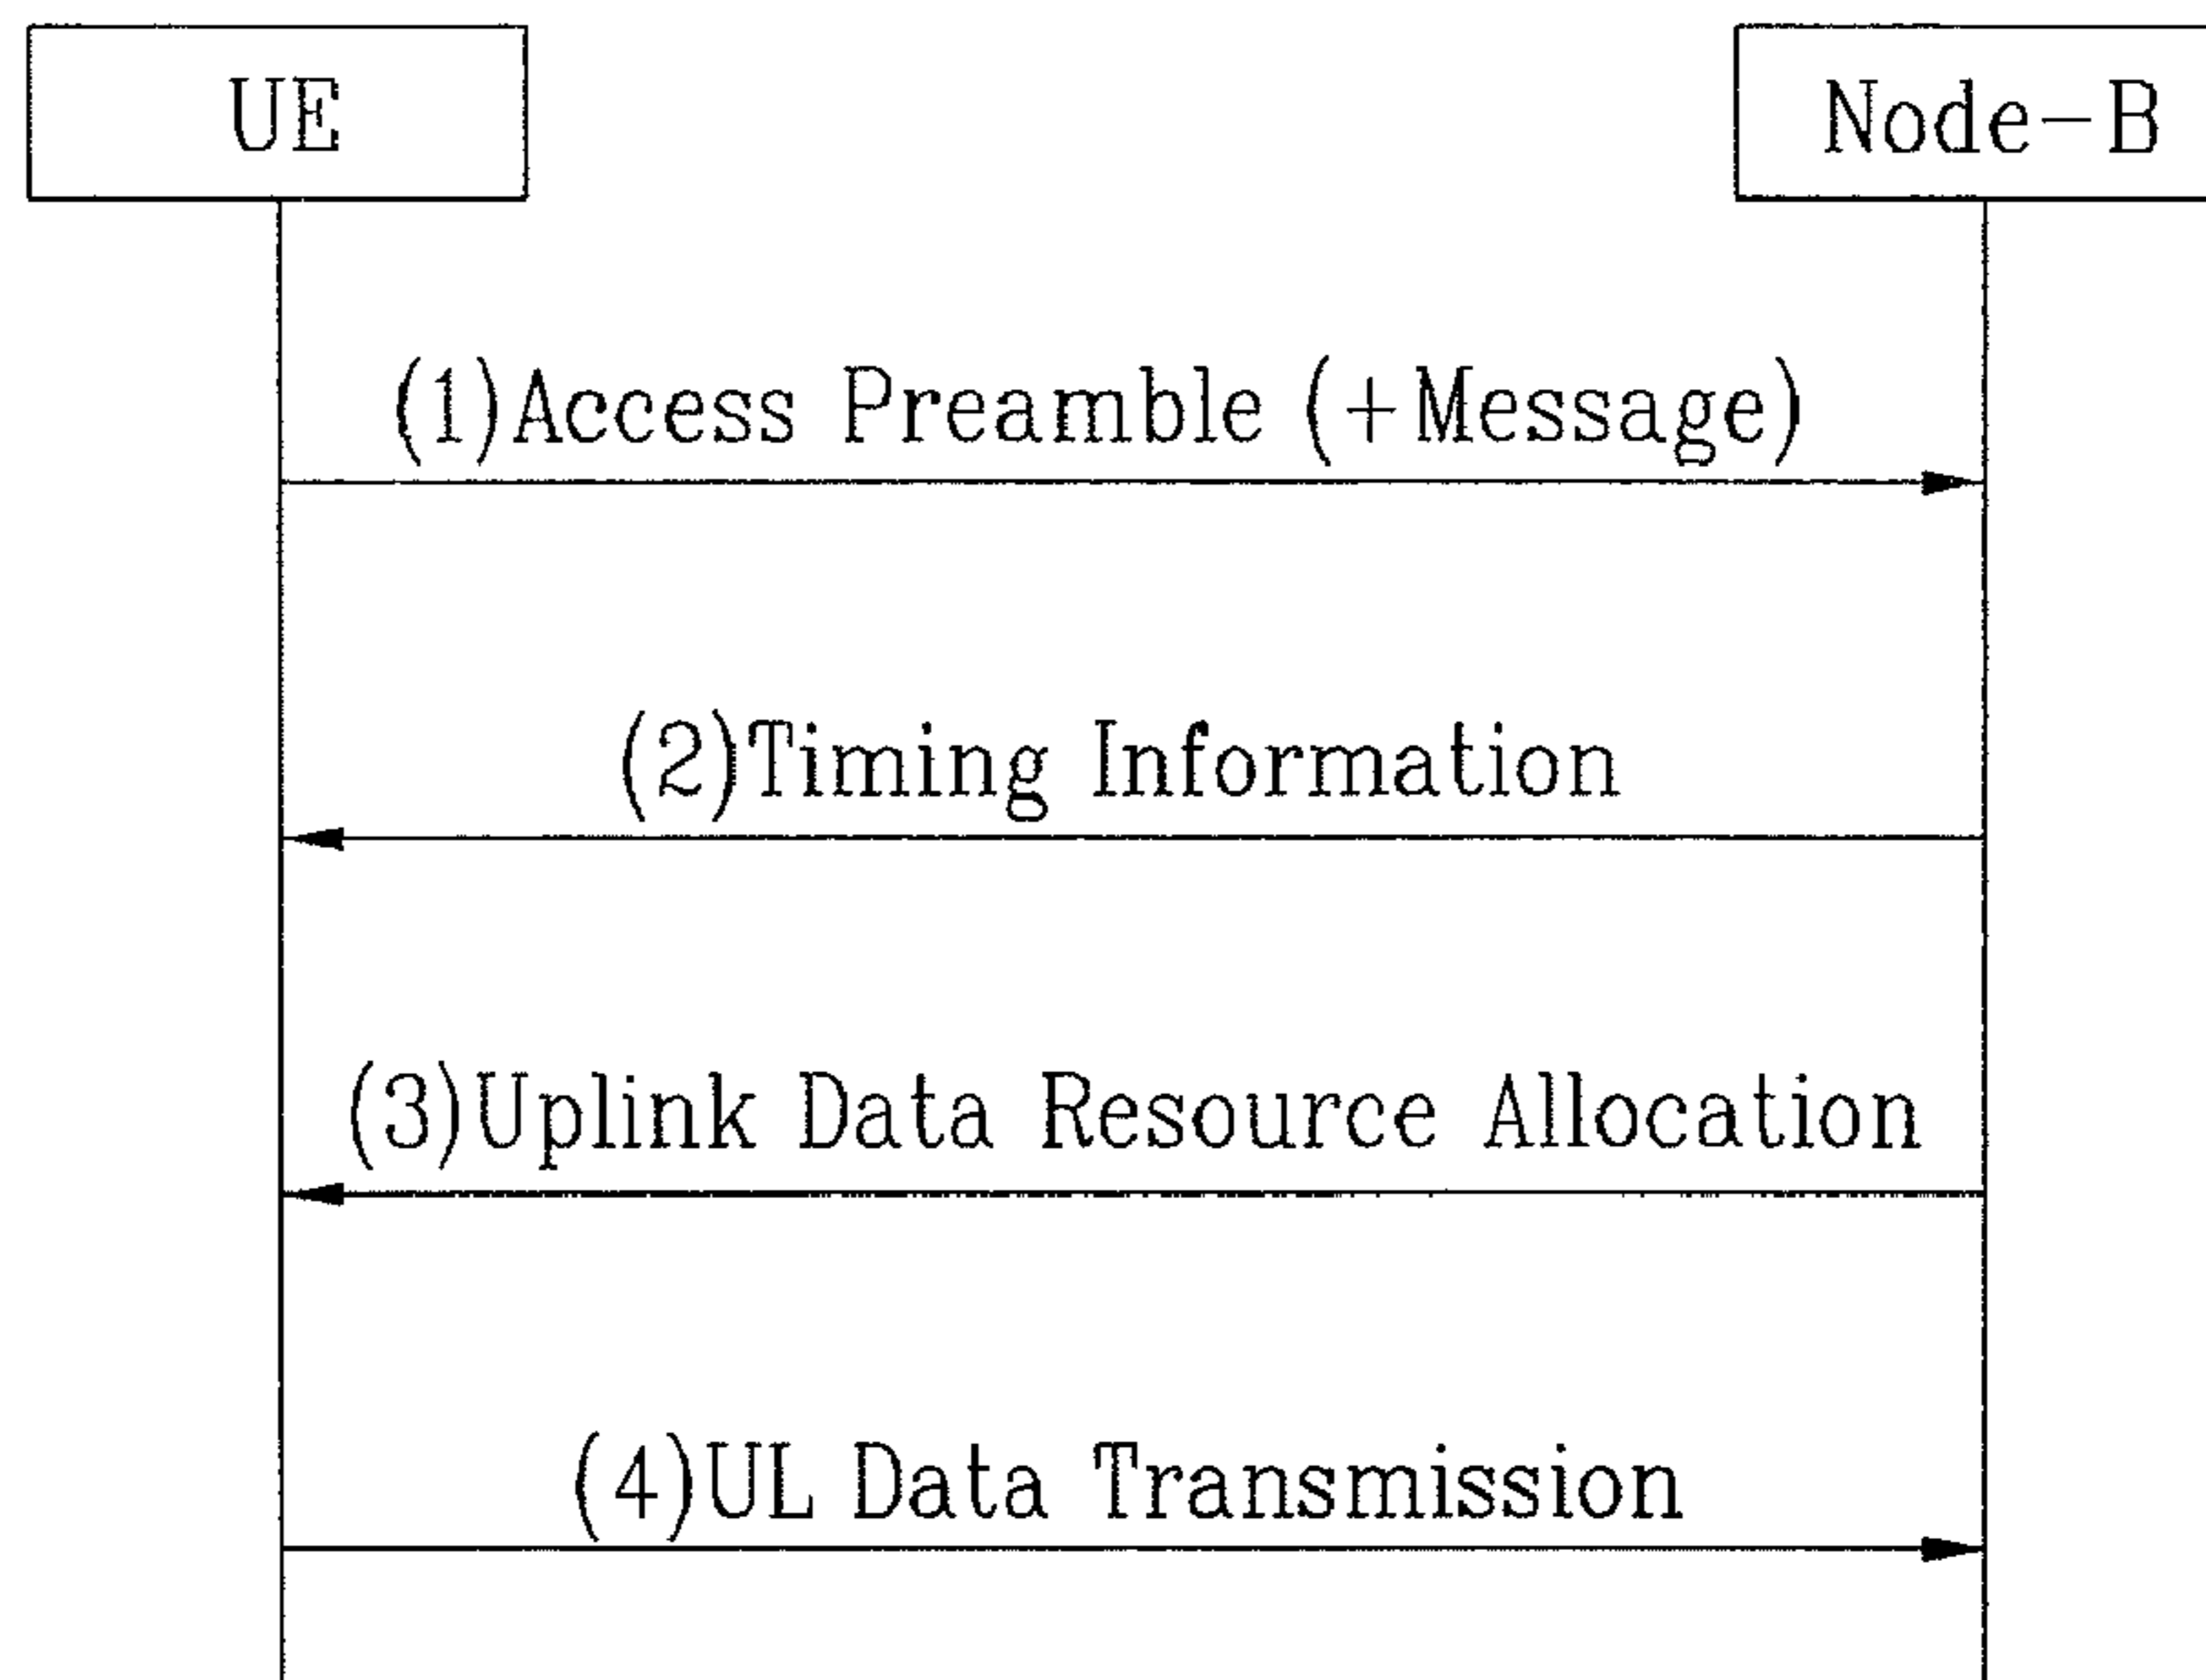 UE
Node-B
(1)Access Preamble (+Message)
(2)Timing Information
(3)Uplink Data Resource Allocation
(4)UL Data Transmission